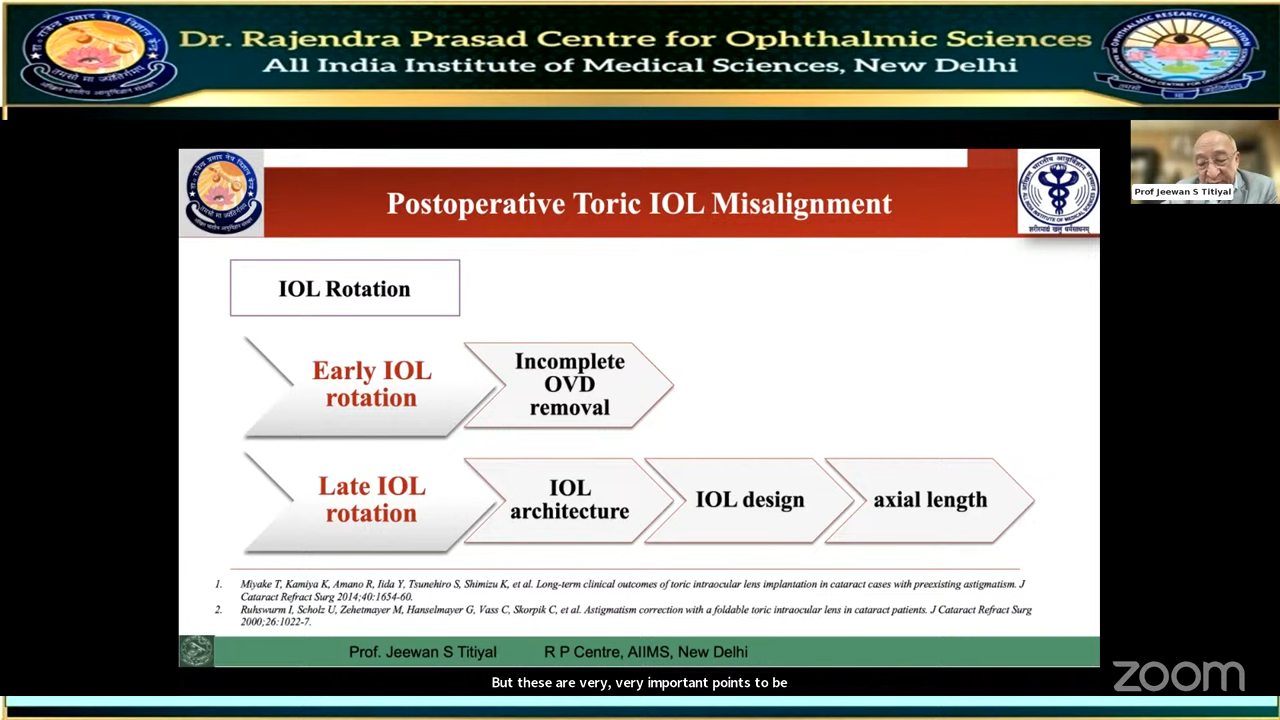 Dr. Rajendra Prasad Centre for Ophthalmic Sciences
All India Institute of Medical Sciences, New Delhi
Prof Jeewan S Titiyal
Postoperative Toric IOL Misalignment
IOL Rotation
Early IOL
rotation
Incomplete
OVD
removal
Late IOL
rotation
IOL
architecture
IOL design
axial length
1. Miyake T, Kamiya K, Amano R, Iida Y, Tsunehiro S, Shimizu K, et al. Long-term clinical outcomes of toric intraocular lens implantation in cataract cases with preexisting astigmatism. J
Cataract Refract Surg 2014;40:1654-60.
2. Ruhswurm I, Scholz U, Zehetmayer M, Hanselmayer G, Vass C, Skorpik C, et al. Astigmatism correction with a foldable toric intraocular lens in cataract patients. J Cataract Refract Surg
2000;26:1022-7.
Prof. Jeewan S Titiyal R P Centre, AIIMS, New Delhi
But these are very, very important points to be
zoom